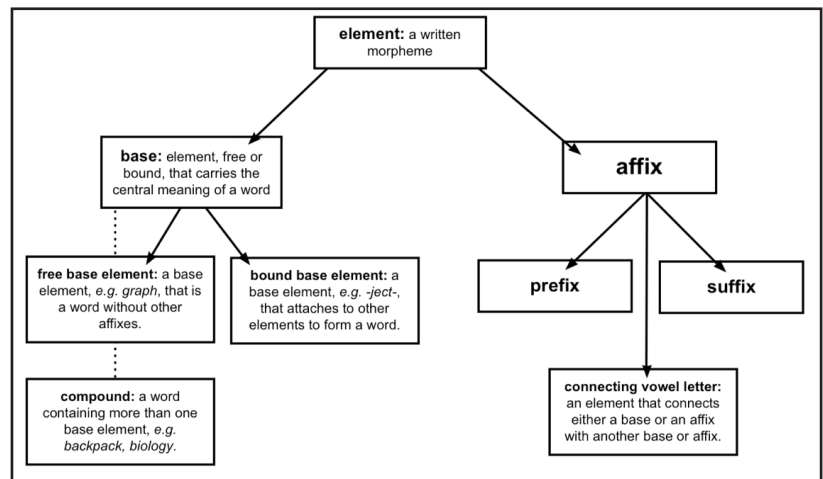 element: a written
morpheme
base: element, free or
bound, that carries the
central meaning of a word
affix
free base element: a base
element, e.g. graph, that is
a word without other
affixes.
bound base element: a
base element, e.g. -ject-,
that attaches to other
elements to form a word.
prefix
suffix
compound: a word
containing more than one
base element, e.g.
backpack, biology.
connecting vowel letter:
an element that connects
either a base or an affix
with another base or affix.